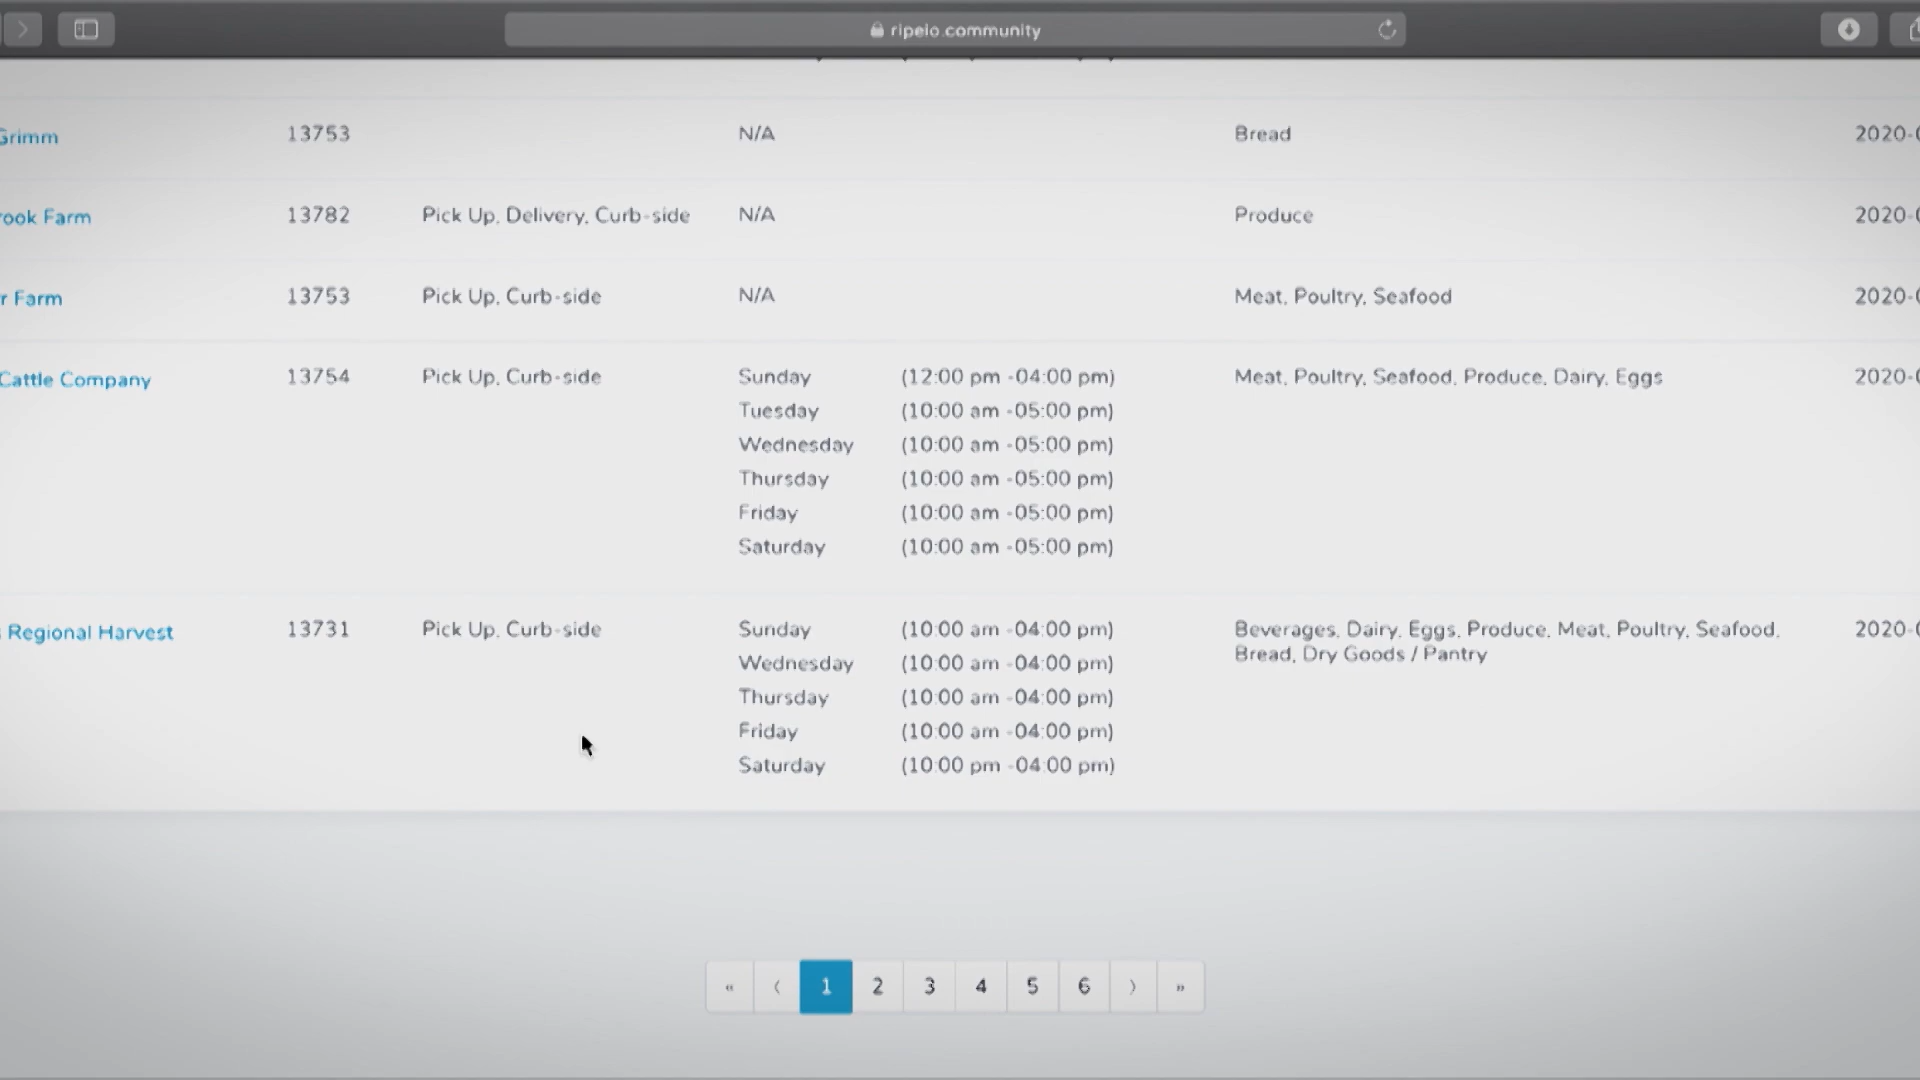 ripelo.community
Grimm 13753 N/A Bread 2020-0
rook Farm 13782 Pick Up, Delivery, Curb-side N/A Produce 2020-0
r Farm 13753 Pick Up, Curb-side N/A Meat, Poultry, Seafood 2020-0
Cattle Company 13754 Pick Up, Curb-side Sunday (12:00 pm -04:00 pm) Meat, Poultry, Seafood, Produce, Dairy, Eggs 2020-0
Tuesday (10:00 am -05:00 pm)
Wednesday (10:00 am -05:00 pm)
Thursday (10:00 am -05:00 pm)
Friday (10:00 am -05:00 pm)
Saturday (10:00 am -05:00 pm)
Regional Harvest 13731 Pick Up, Curb-side Sunday (10:00 am -04:00 pm) Beverages, Dairy, Eggs, Produce, Meat, Poultry, Seafood,
Bread, Dry Goods / Pantry 2020-0
Wednesday (10:00 am -04:00 pm)
Thursday (10:00 am -04:00 pm)
Friday (10:00 am -04:00 pm)
Saturday (10:00 pm -04:00 pm)
« ⟨ 1 2 3 4 5 6 ⟩ »